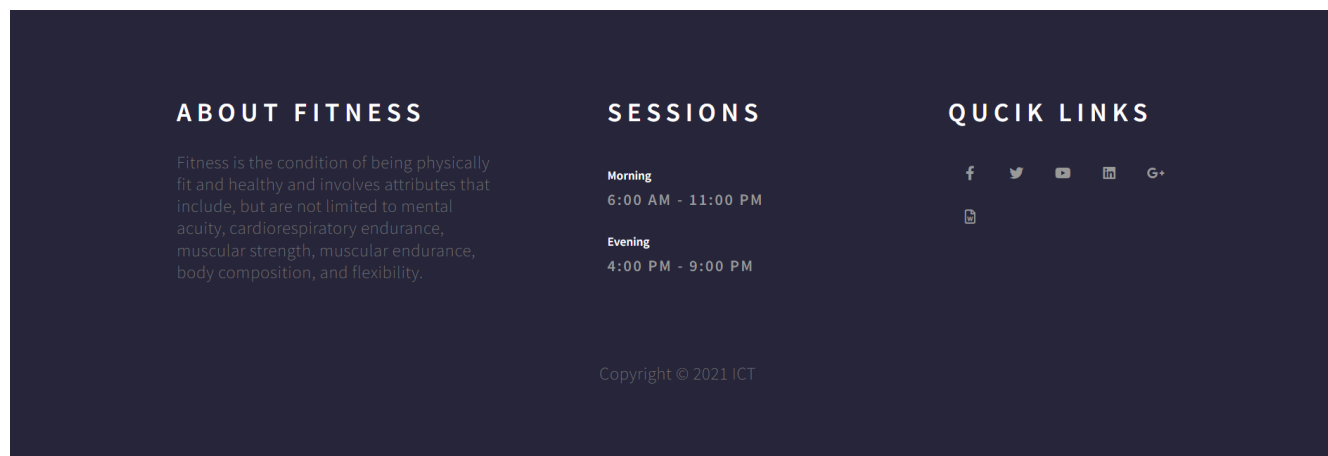 ABOUT FITNESS
Fitness is the condition of being physically
fit and healthy and involves attributes that
include, but are not limited to mental
acuity, cardiorespiratory endurance,
muscular strength, muscular endurance,
body composition, and flexibility.
SESSIONS
Morning
6:00 AM - 11:00 PM
Evening
4:00 PM - 9:00 PM
QUCIK LINKS
Copyright © 2021 ICT